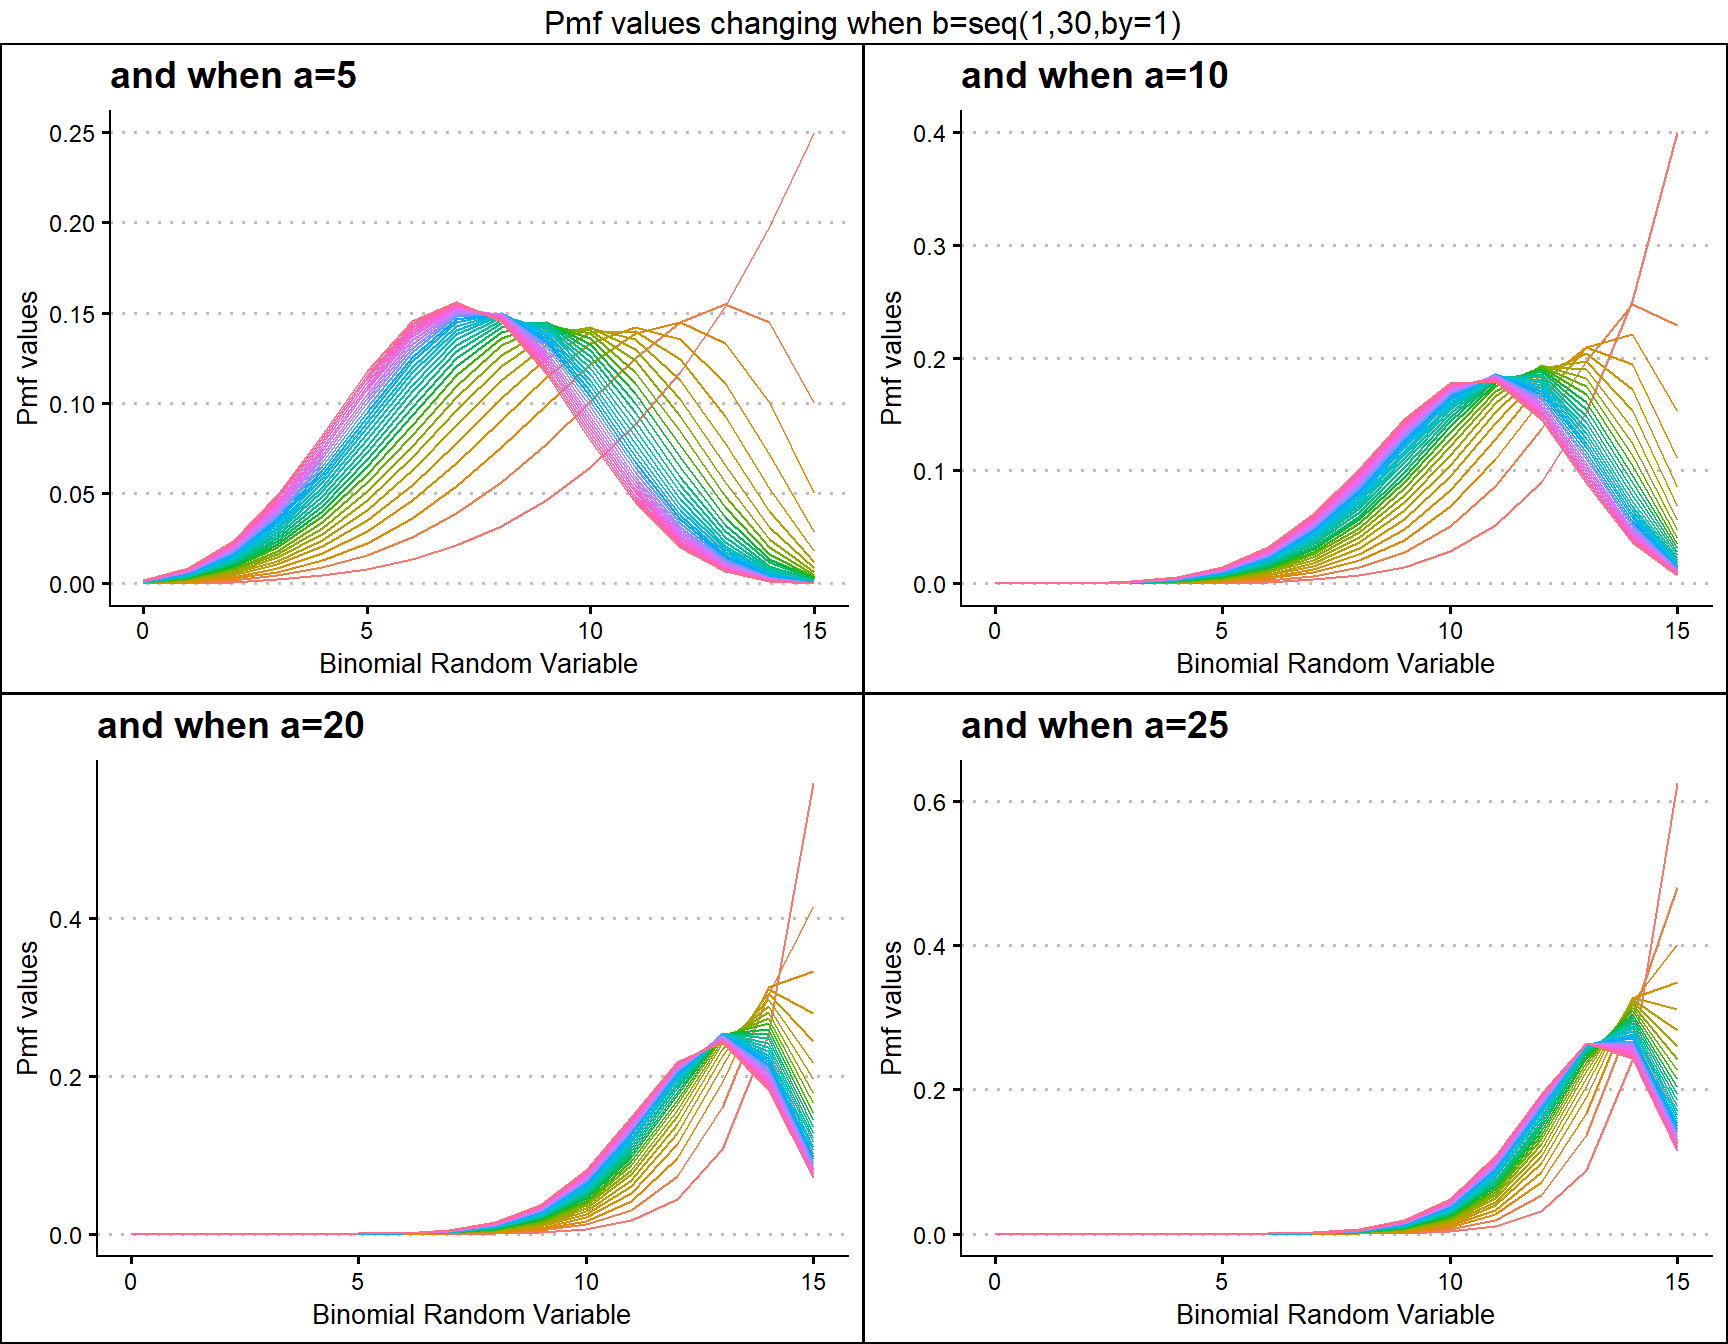 Pmf values changing when b=seq(1,30,by=1)
and when a=5
0.25
0.20
0.15
0.10
0.05
0.00
Pmf values
0 5 10 15
Binomial Random Variable
and when a=10
0.4
0.3
0.2
0.1
0.0
Pmf values
0 5 10 15
Binomial Random Variable
and when a=20
0.4
0.2
0.0
Pmf values
0 5 10 15
Binomial Random Variable
and when a=25
0.6
0.4
0.2
0.0
Pmf values
0 5 10 15
Binomial Random Variable